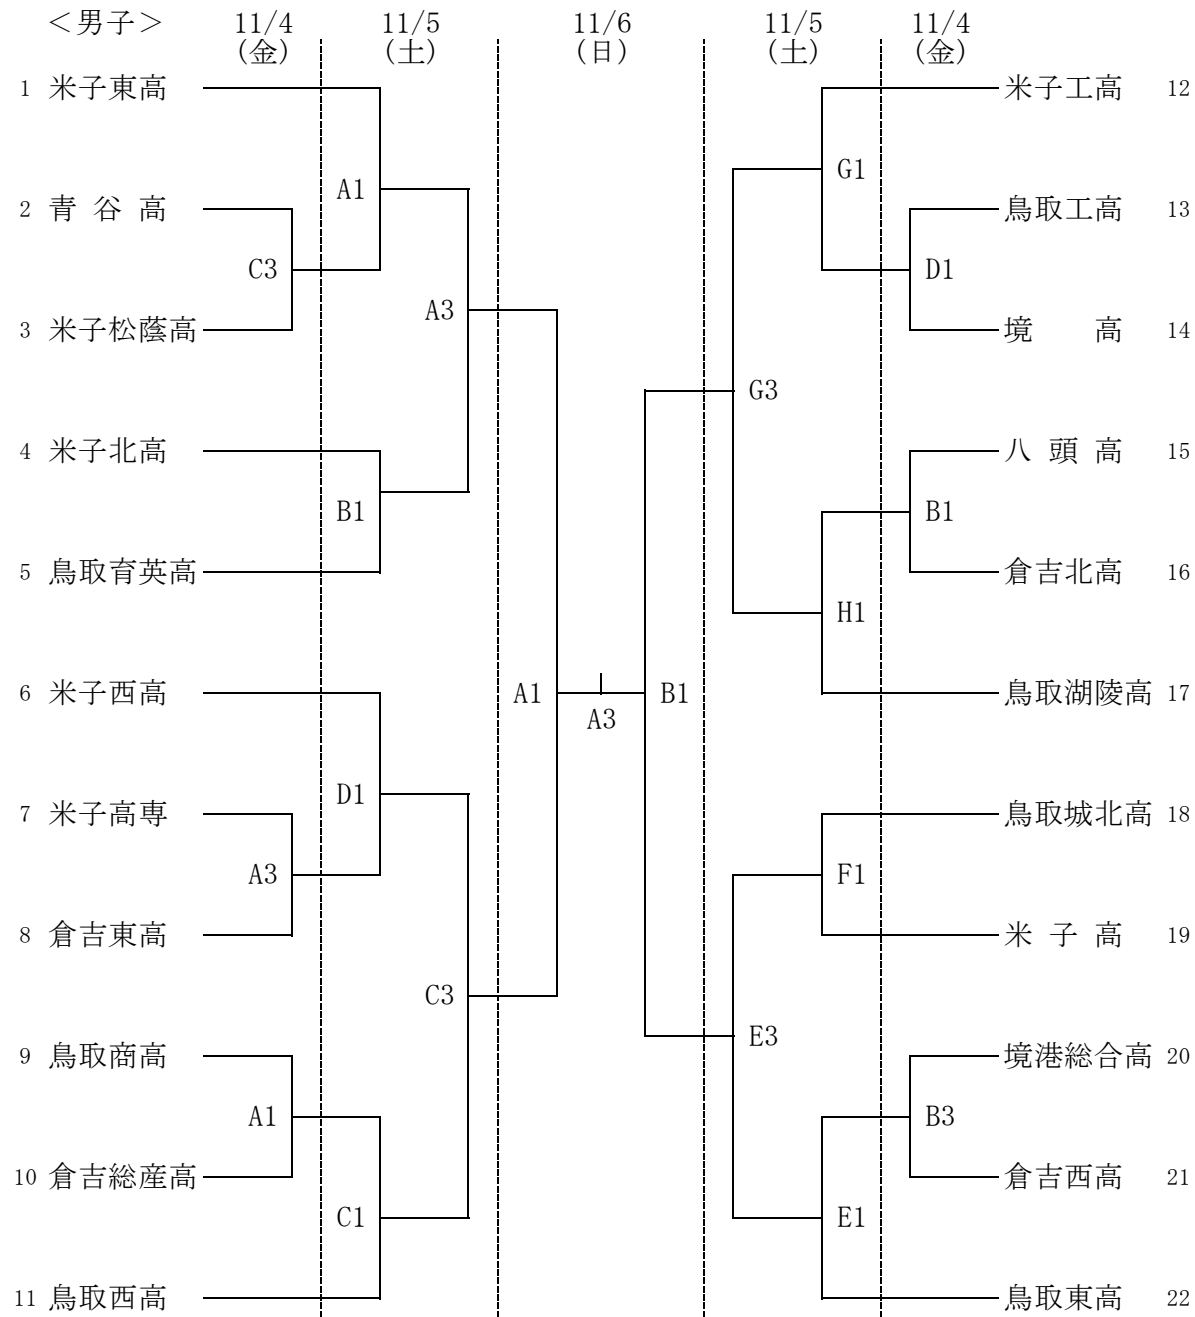 ＜男子＞ 11/4 11/5 11/6 11/5 11/4
(金) (土) (日) (土) (金)
1 米子東高 米子工高 12
G1
A1
2 青 谷 高 鳥取工高 13
C3 D1
A3
3 米子松蔭高 境 高 14
G3
4 米子北高 八 頭 高 15
B1 B1
5 鳥取育英高 倉吉北高 16
H1
6 米子西高 A1 B1 鳥取湖陵高 17
A3
D1
7 米子高専 鳥取城北高 18
A3 F1
8 倉吉東高 米 子 高 19
C3
E3
9 鳥取商高 境港総合高 20
A1 B3
10 倉吉総産高 倉吉西高 21
C1 E1
11 鳥取西高 鳥取東高 22